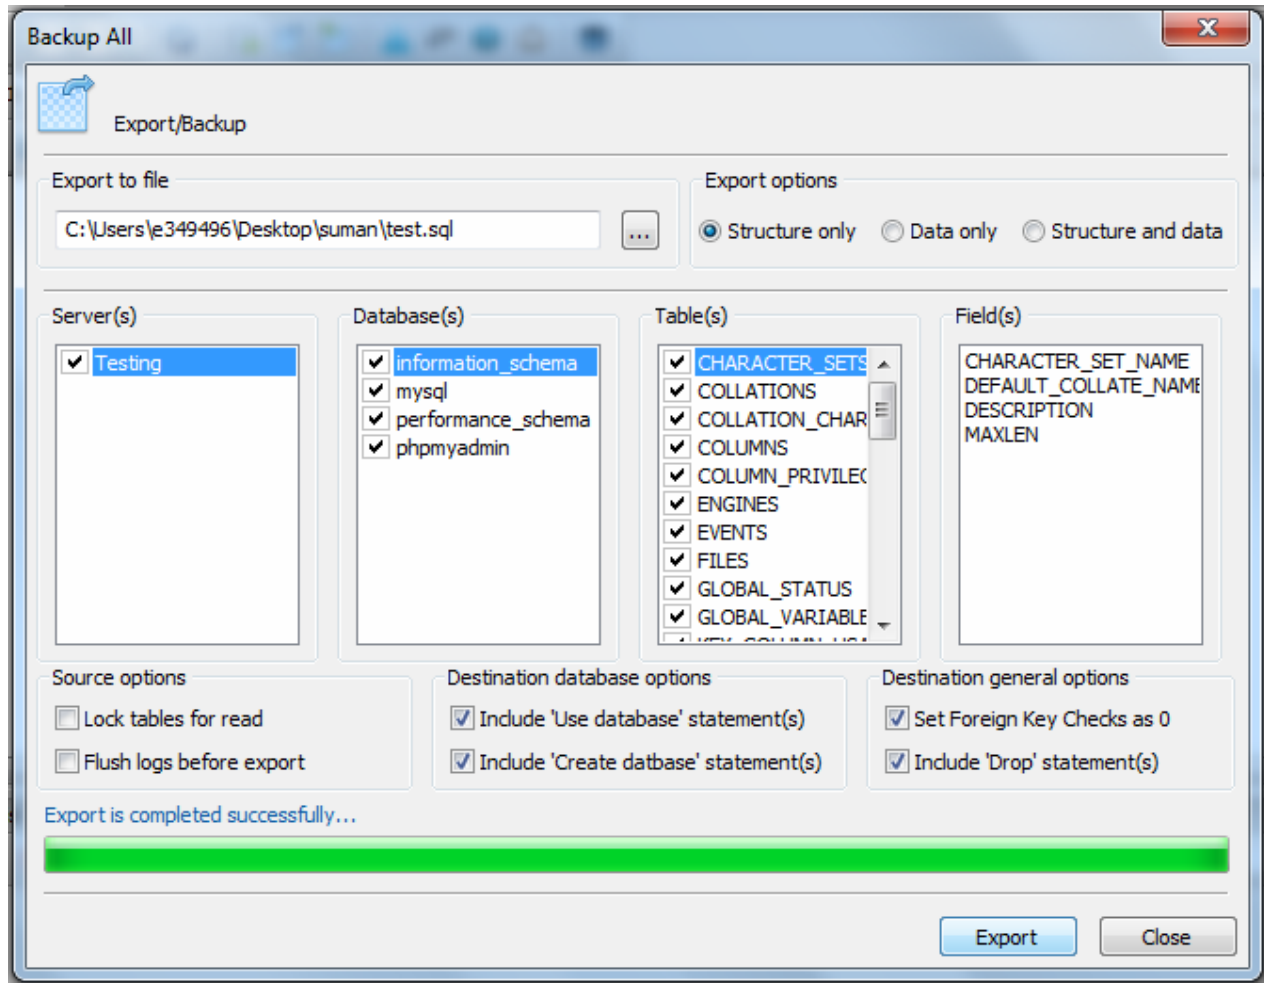 Backup All
Export/Backup
Export to file
C:\Users\e349496\Desktop\suman\test.sql
...
Export options
Structure only
Data only
Structure and data
Server(s)
Testing
Database(s)
information_schema
mysql
performance_schema
phpmyadmin
Table(s)
CHARACTER_SETS
COLLATIONS
COLLATION_CHAR
COLUMNS
COLUMN_PRIVILEG
ENGINES
EVENTS
FILES
GLOBAL_STATUS
GLOBAL_VARIABLE
Field(s)
CHARACTER_SET_NAME
DEFAULT_COLLATE_NAME
DESCRIPTION
MAXLEN
Source options
Lock tables for read
Flush logs before export
Destination database options
Include 'Use database' statement(s)
Include 'Create datbase' statement(s)
Destination general options
Set Foreign Key Checks as 0
Include 'Drop' statement(s)
Export is completed successfully...
Export
Close